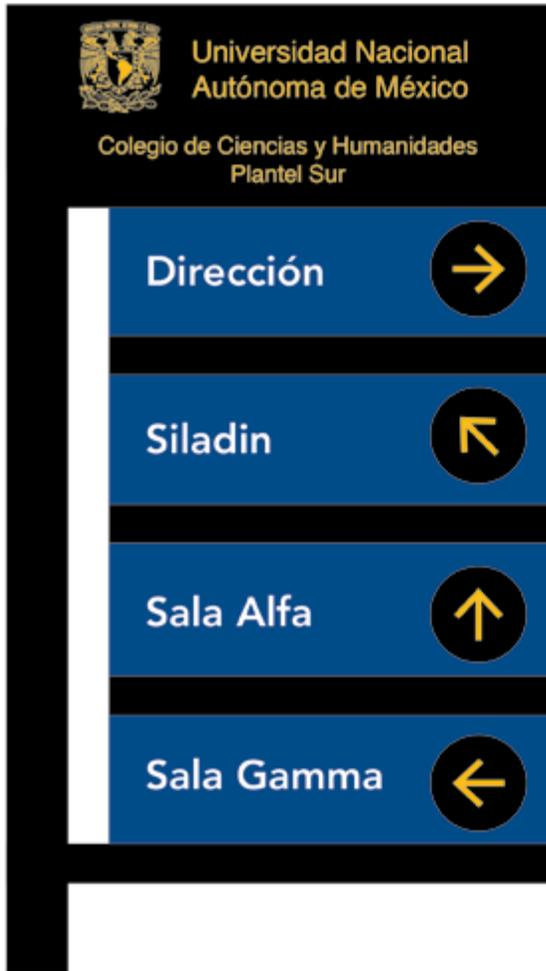 Universidad Nacional
Autónoma de México
Colegio de Ciencias y Humanidades
Plantel Sur
Dirección
Siladin
Sala Alfa
Sala Gamma